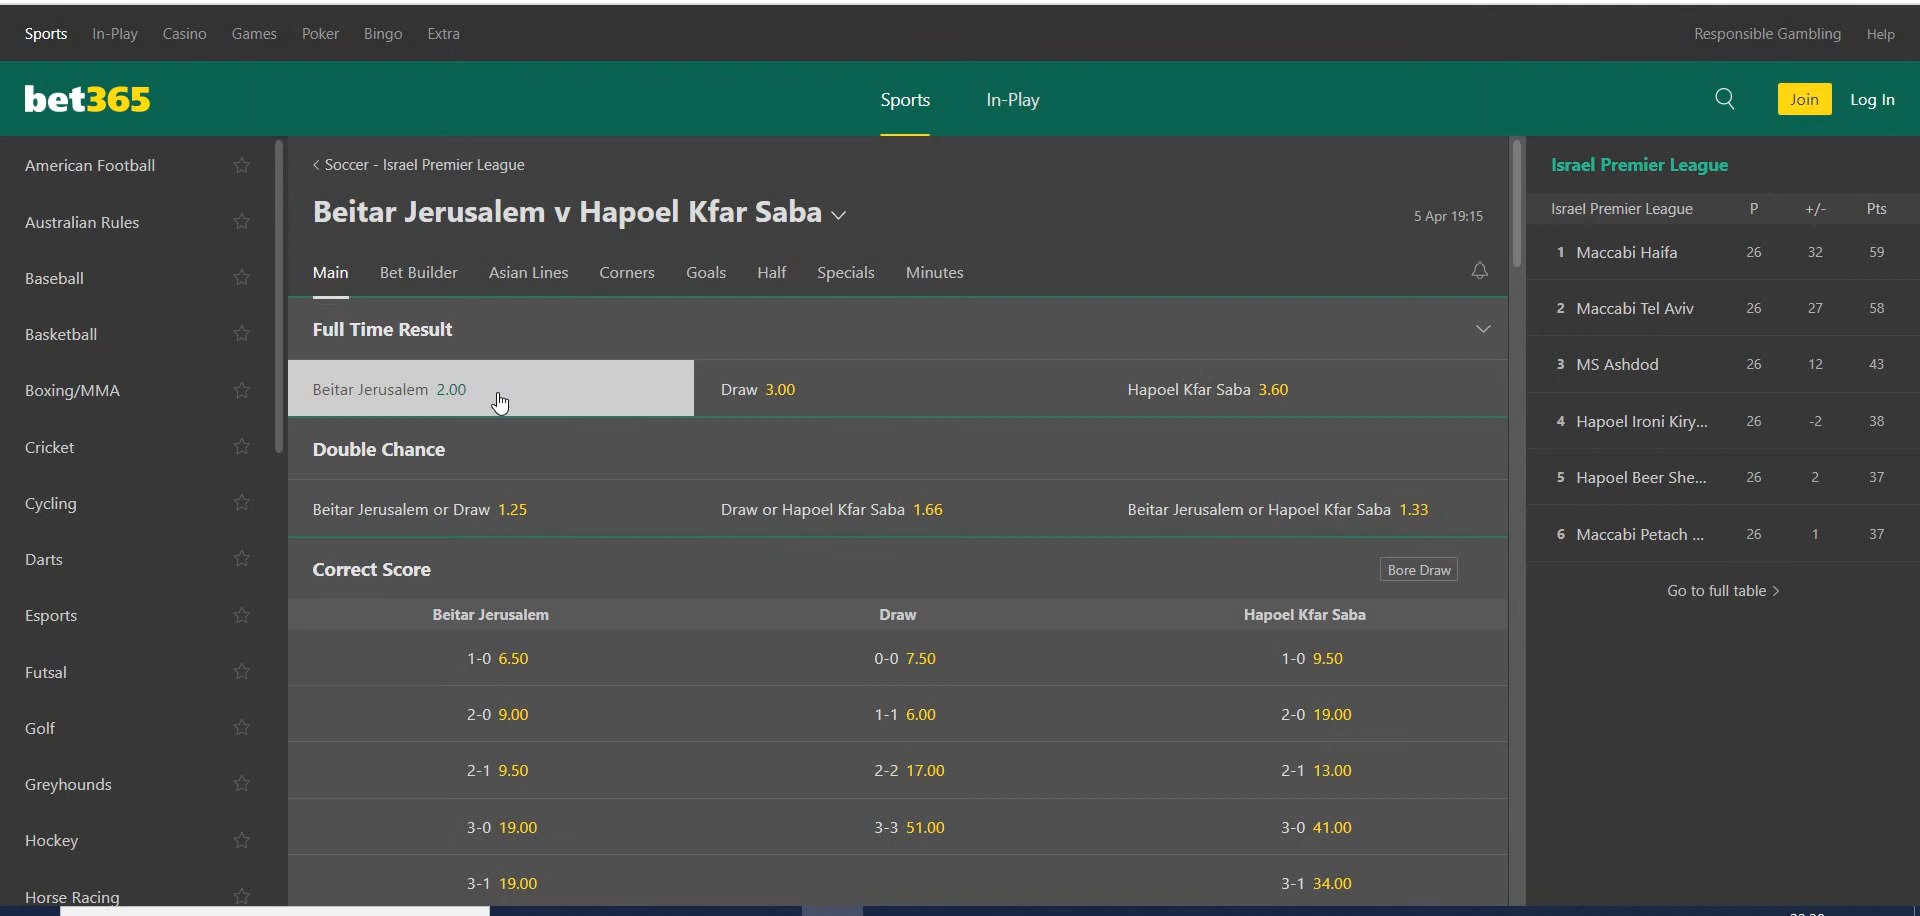 Sports In-Play Casino Games Poker Bingo Extra Responsible Gambling Help
bet365 Sports In-Play Join Log In
American Football
Australian Rules
Baseball
Basketball
Boxing/MMA
Cricket
Cycling
Darts
Esports
Futsal
Golf
Greyhounds
Hockey
Horse Racing
< Soccer - Israel Premier League
Beitar Jerusalem v Hapoel Kfar Saba
5 Apr 19:15
Main Bet Builder Asian Lines Corners Goals Half Specials Minutes
Full Time Result
Beitar Jerusalem 2.00 Draw 3.00 Hapoel Kfar Saba 3.60
Double Chance
Beitar Jerusalem or Draw 1.25 Draw or Hapoel Kfar Saba 1.66 Beitar Jerusalem or Hapoel Kfar Saba 1.33
Correct Score Bore Draw
Beitar Jerusalem Draw Hapoel Kfar Saba
1-0 6.50 0-0 7.50 1-0 9.50
2-0 9.00 1-1 6.00 2-0 19.00
2-1 9.50 2-2 17.00 2-1 13.00
3-0 19.00 3-3 51.00 3-0 41.00
3-1 19.00 3-1 34.00
Israel Premier League
Israel Premier League P +/- Pts
1 Maccabi Haifa 26 32 59
2 Maccabi Tel Aviv 26 27 58
3 MS Ashdod 26 12 43
4 Hapoel Ironi Kiry... 26 -2 38
5 Hapoel Beer She... 26 2 37
6 Maccabi Petach ... 26 1 37
Go to full table >